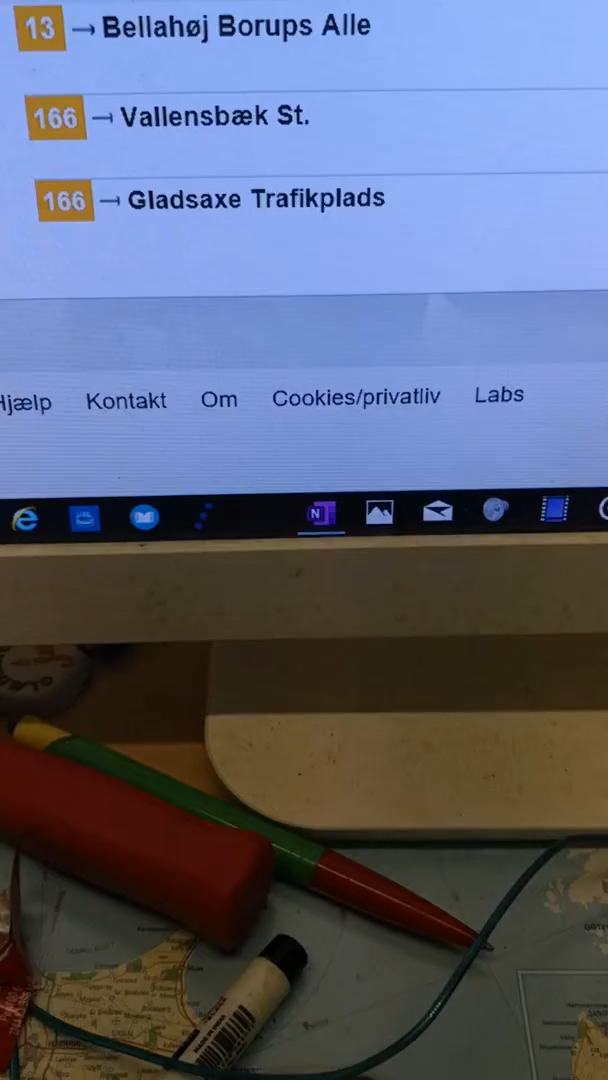 13 → Bellahøj Borups Alle
166 → Vallensbæk St.
166 → Gladsaxe Trafikplads
Hjælp Kontakt Om Cookies/privatliv Labs
N